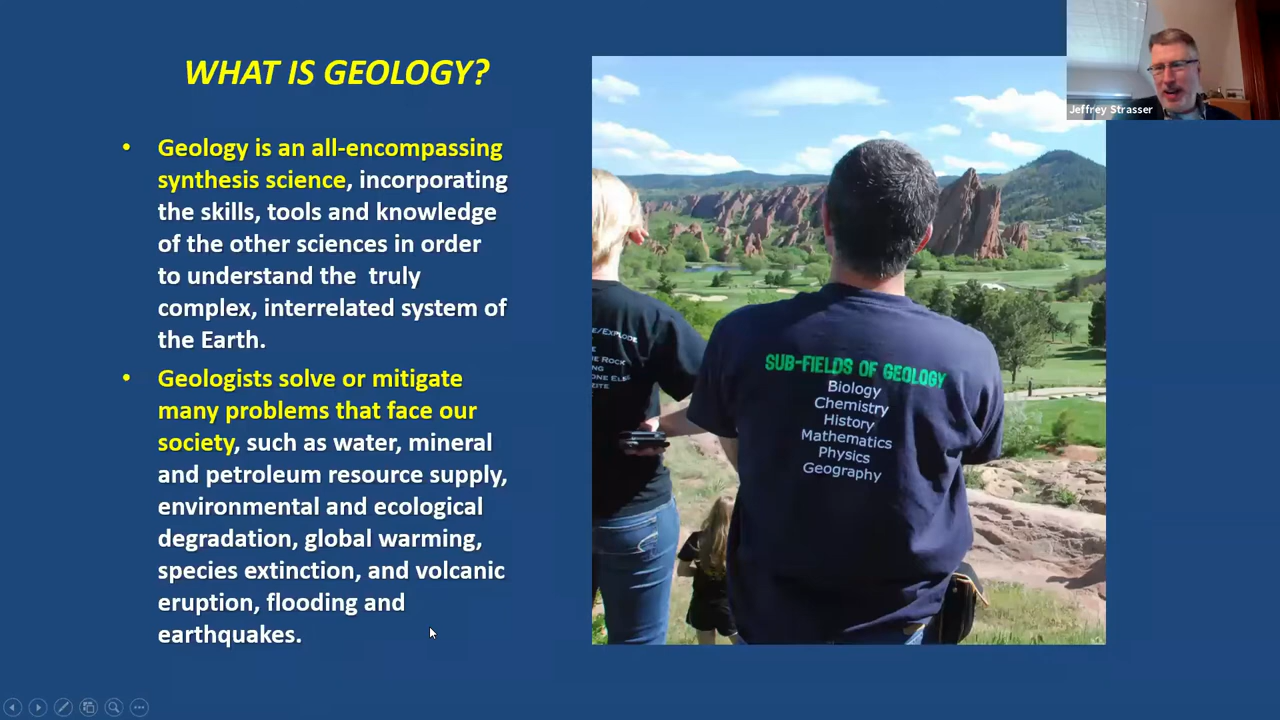 WHAT IS GEOLOGY?
• Geology is an all-encompassing
synthesis science, incorporating
the skills, tools and knowledge
of the other sciences in order
to understand the truly
complex, interrelated system of
the Earth.
• Geologists solve or mitigate
many problems that face our
society, such as water, mineral
and petroleum resource supply,
environmental and ecological
degradation, global warming,
species extinction, and volcanic
eruption, flooding and
earthquakes.
Jeffrey Strasser
E/EXPLODE
ROCK
SUB-FIELDS OF GEOLOGY
Biology
Chemistry
History
Mathematics
Physics
Geography